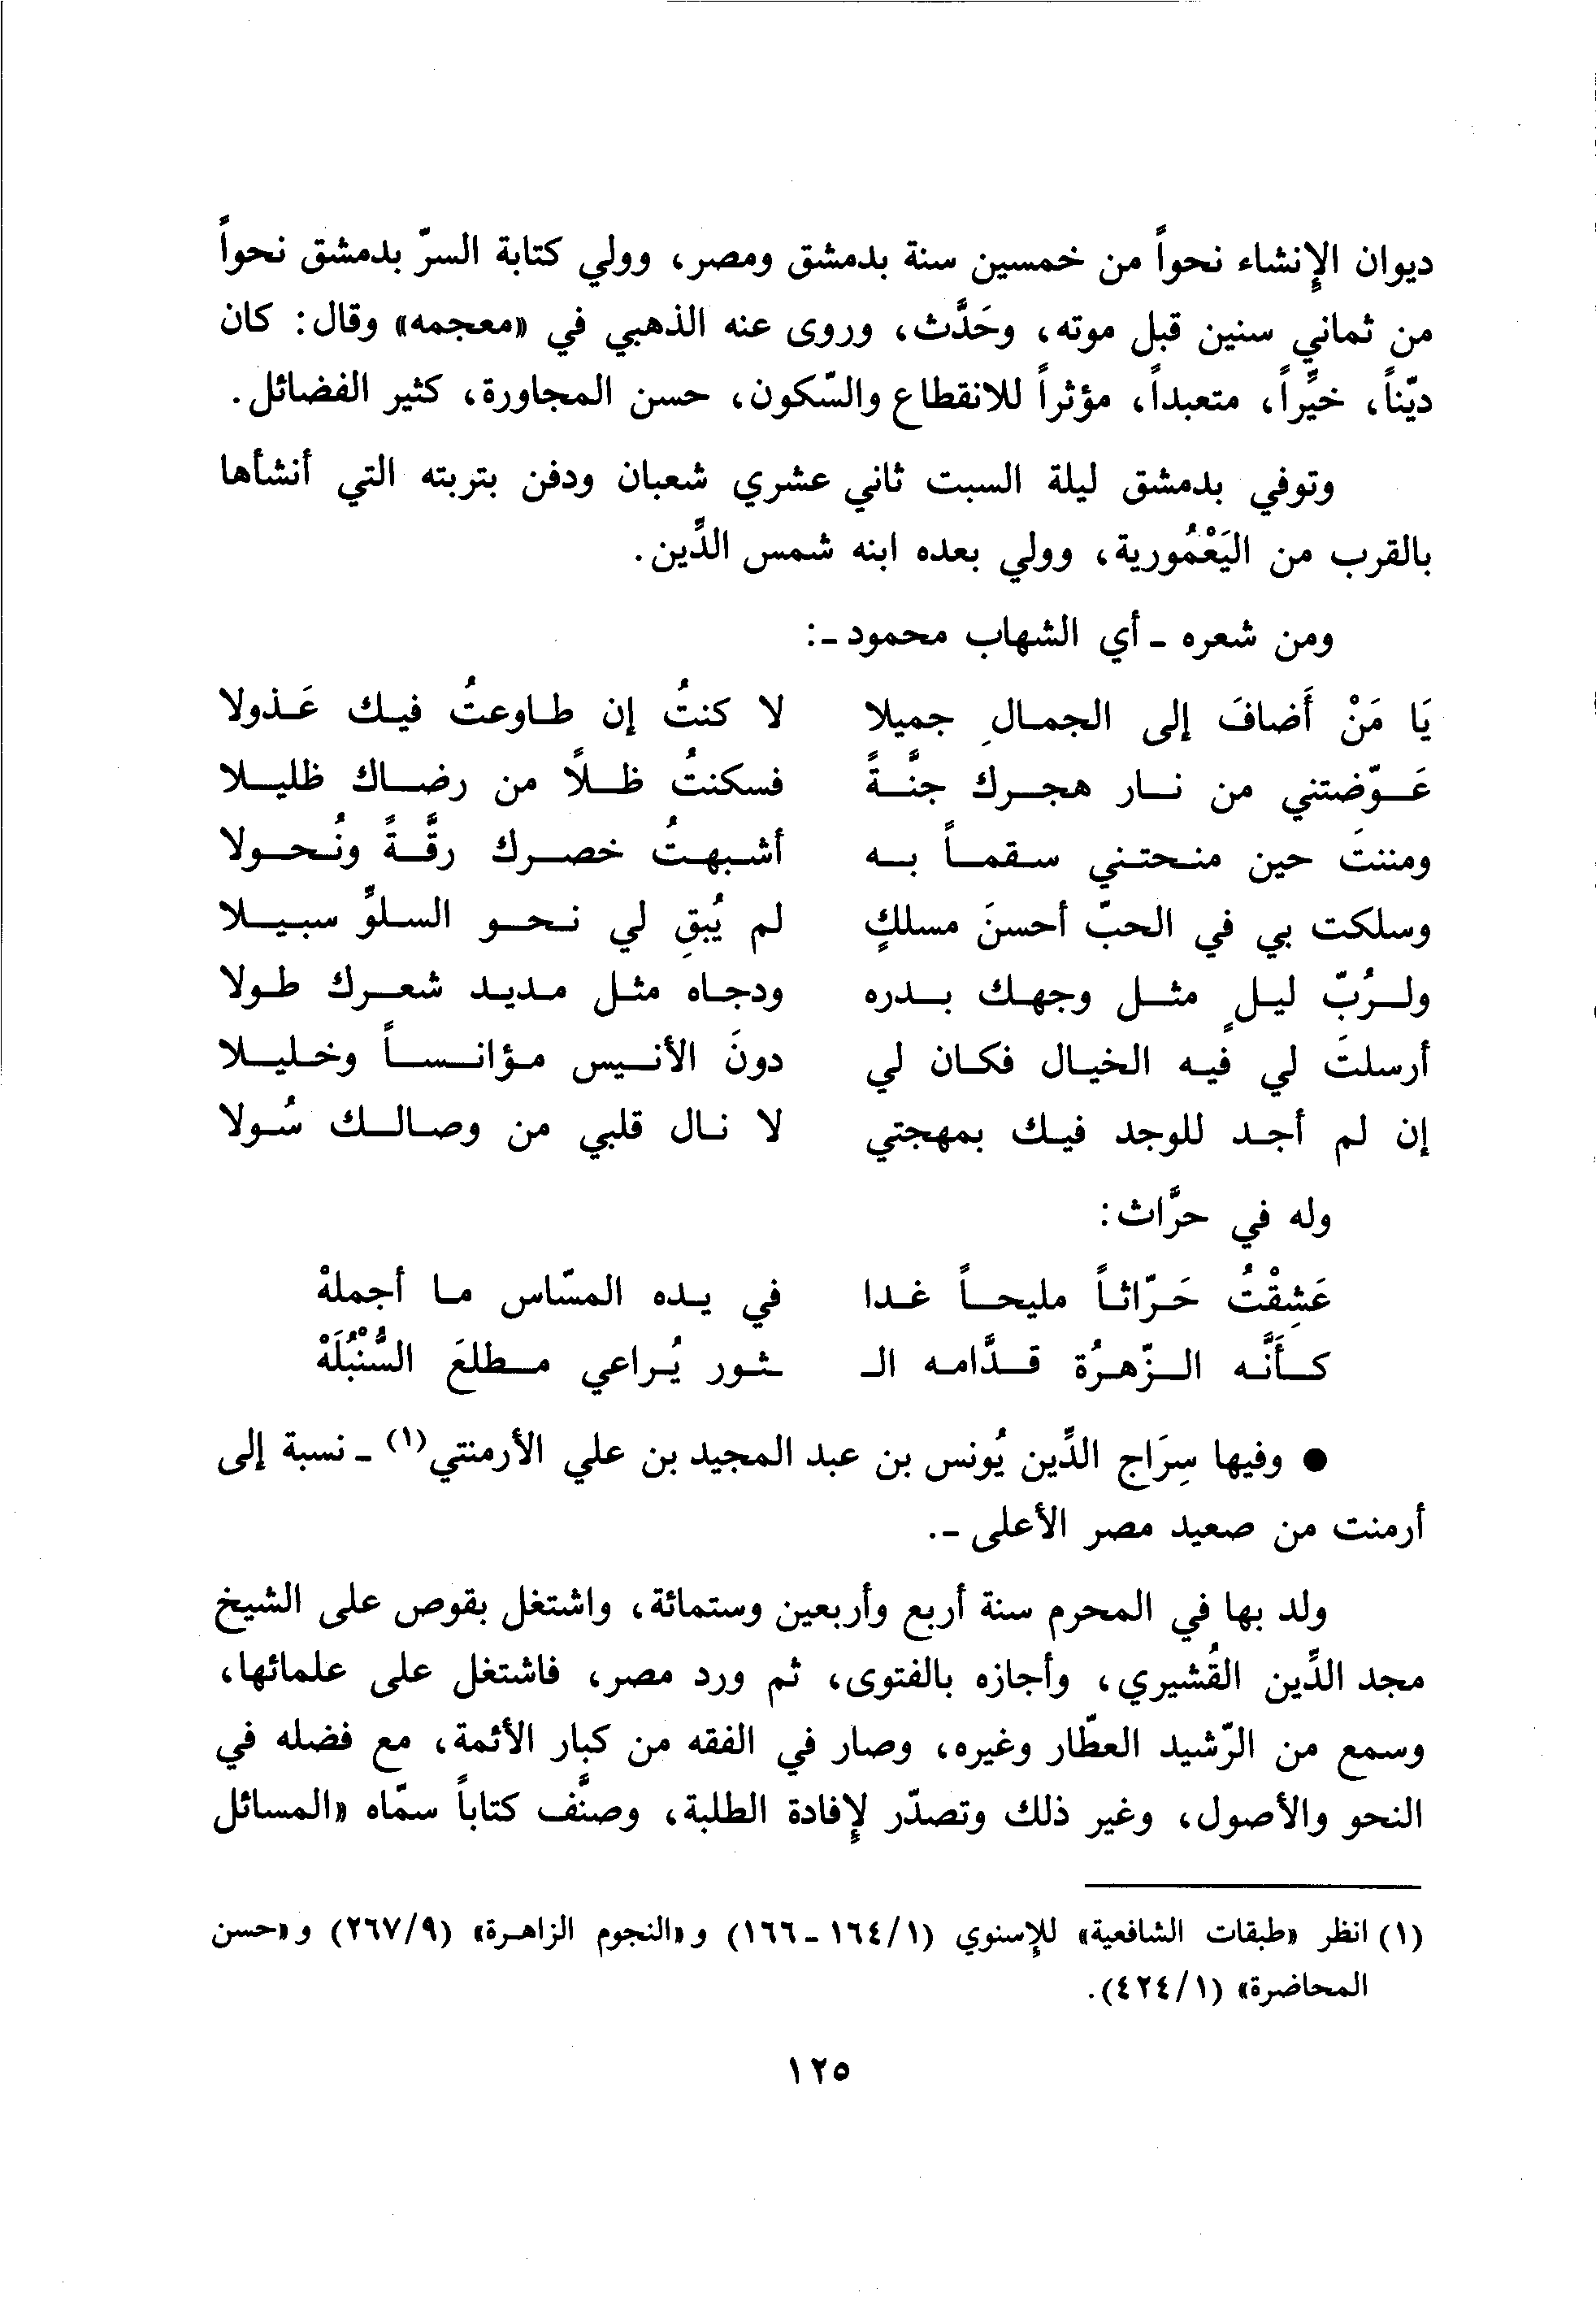 ديوان الإِنشاء نحواً من خمسين سنة بدمشق ومصر، وولي كتابة السرّ بدمشق نحواً
من ثماني سنين قبل موته، وحَدَّث، وروى عنه الذهبي في «معجمه» وقال: كان
ديّناً، خيِّراً، متعبداً، مؤثراً للانقطاع والسّكون، حسن المجاورة، كثير الفضائل.
وتوفي بدمشق ليلة السبت ثاني عشري شعبان ودفن بتربته التي أنشأها
بالقرب من اليَعْمُورية، وولي بعده ابنه شمس الدِّين.
ومن شعره ـ أي الشهاب محمود ـ:
يَا مَنْ أَضافَ إلى الجمالِ جميلا    لا كنتُ إن طاوعتُ فيك عَذولا
عَوّضتني من نار هجرك جنَّةً    فسكنتُ ظلاً من رضاك ظليلا
ومننتَ حين منحتني سقماً به    أشبهتُ خصرك رقَّةً ونُحولا
وسلكت بي في الحبّ أحسنَ مسلكٍ    لم يُبقِ لي نحو السلوِّ سبيلا
ولرُبّ ليلٍ مثل وجهك بدره    ودجاه مثل مديد شعرك طولا
أرسلتَ لي فيه الخيال فكان لي    دونَ الأنيس مؤانساً وخليلا
إن لم أجد للوجد فيك بمهجتي    لا نال قلبي من وصالك سُولا
وله في حرَّاث:
عَشِقْتُ حَرّاثاً مليحاً غدا    في يده المسّاس ما أجملهْ
كأَنَّه الزّهرُة قدَّامه الـ    ـثور يُراعي مطلعَ السُّنْبُلَهْ
● وفيها سِرَاج الدِّين يُونس بن عبد المجيد بن علي الأرمنتي(١) ـ نسبة إلى
أرمنت من صعيد مصر الأعلى ـ.
ولد بها في المحرم سنة أربع وأربعين وستمائة، واشتغل بقوص على الشيخ
مجد الدِّين القُشيري، وأجازه بالفتوى، ثم ورد مصر، فاشتغل على علمائها،
وسمع من الرّشيد العطّار وغيره، وصار في الفقه من كبار الأئمة، مع فضله في
النحو والأصول، وغير ذلك وتصدّر لإِفادة الطلبة، وصنَّف كتاباً سمّاه «المسائل
(١) انظر «طبقات الشافعية» للإِسنوي (١/١٦٤ ـ ١٦٦) و«النجوم الزاهرة» (٩/٢٦٧) و«حسن
المحاضرة» (١/٤٢٤).
١٢٥